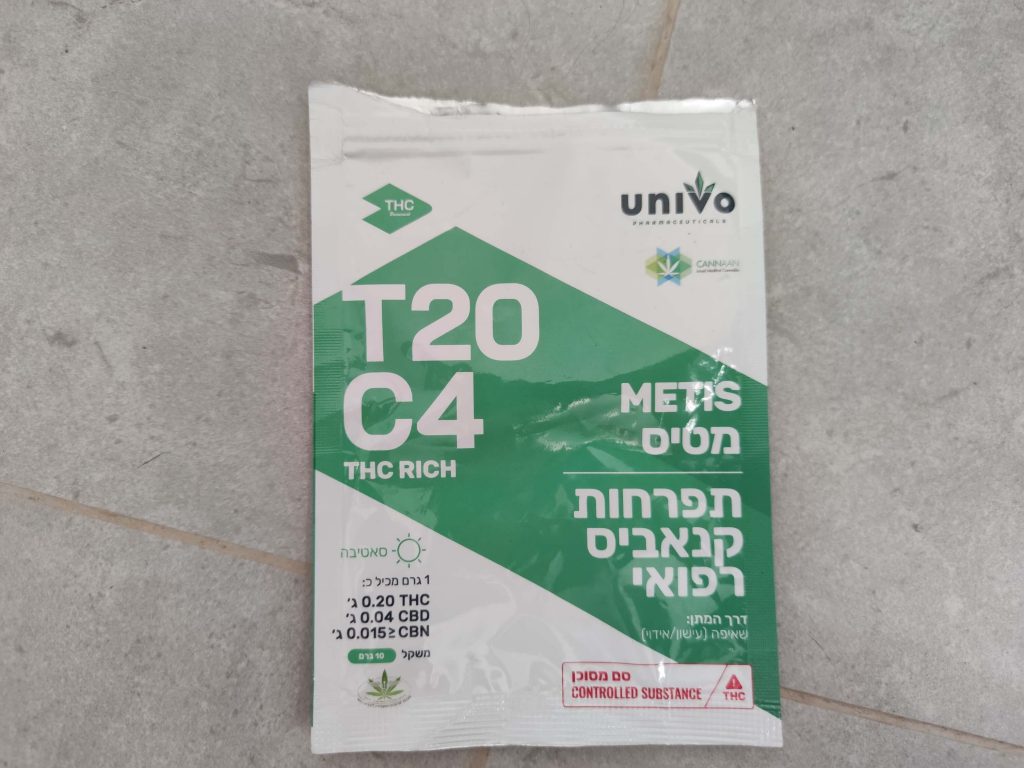 THC
univo
PHARMACEUTICALS
CANNAAN
T20
C4
THC RICH
METIS
מטיס
תפרחות
קנאביס
רפואי
סאטיבה
1 גרם מכיל כ:
THC 0.20 ג׳
CBD 0.04 ג׳
CBN ≥0.015 ג׳
משקל 10 גרם
דרך המתן:
שאיפה (עישון/אידוי)
סם מסוכן
CONTROLLED SUBSTANCE
THC